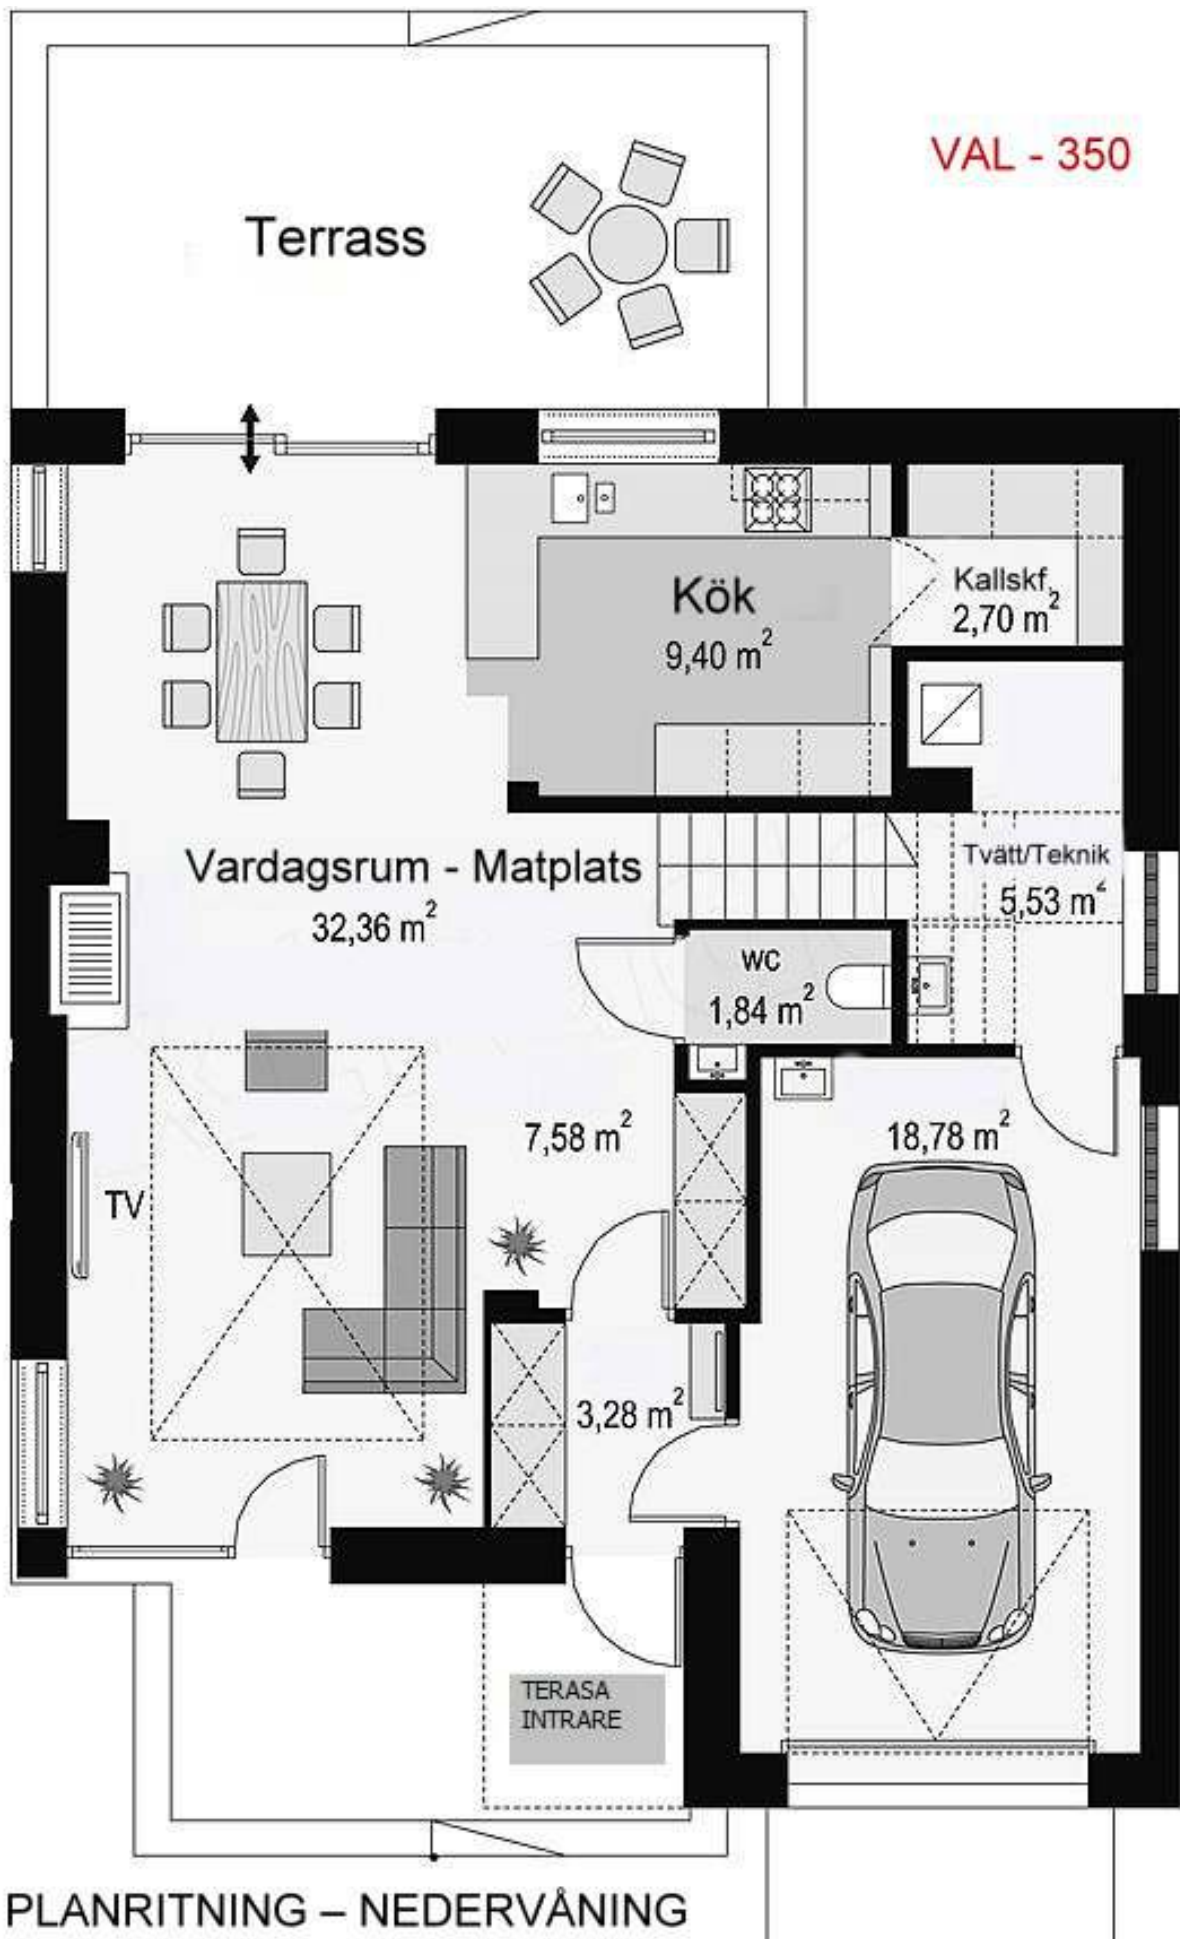 VAL - 350
Terrass
Kök
9,40 m²
Kallskf,
2,70 m²
Vardagsrum - Matplats
32,36 m²
Tvätt/Teknik
5,53 m²
WC
1,84 m²
7,58 m²
18,78 m²
TV
3,28 m²
TERASA
INTRARE
PLANRITNING – NEDERVÅNING